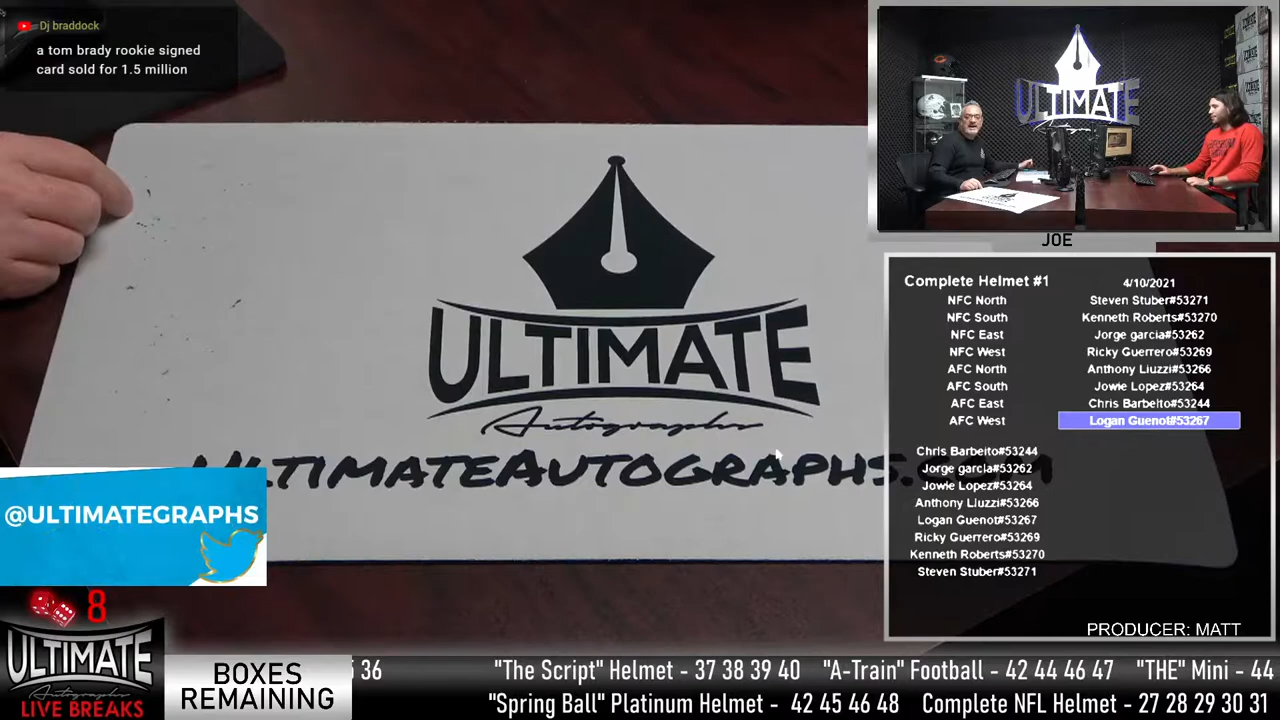 Dj braddock
a tom brady rookie signed
card sold for 1.5 million
ULTIMATE
Autographs
ULTIMATEAUTOGRAPHS.COM
ULTIMATE
JOE
Complete Helmet #1 4/10/2021
NFC North Steven Stuber#53271
NFC South Kenneth Roberts#53270
NFC East Jorge garcia#53262
NFC West Ricky Guerrero#53269
AFC North Anthony Liuzzi#53266
AFC South Jowie Lopez#53264
AFC East Chris Barbeito#53244
AFC West Logan Guenot#53267
Chris Barbeito#53244
Jorge garcia#53262
Jowie Lopez#53264
Anthony Liuzzi#53266
Logan Guenot#53267
Ricky Guerrero#53269
Kenneth Roberts#53270
Steven Stuber#53271
PRODUCER: MATT
@ULTIMATEGRAPHS
8
ULTIMATE
Autographs
LIVE BREAKS
BOXES
REMAINING
36 "The Script" Helmet - 37 38 39 40 "A-Train" Football - 42 44 46 47 "THE" Mini - 44
"Spring Ball" Platinum Helmet - 42 45 46 48 Complete NFL Helmet - 27 28 29 30 31